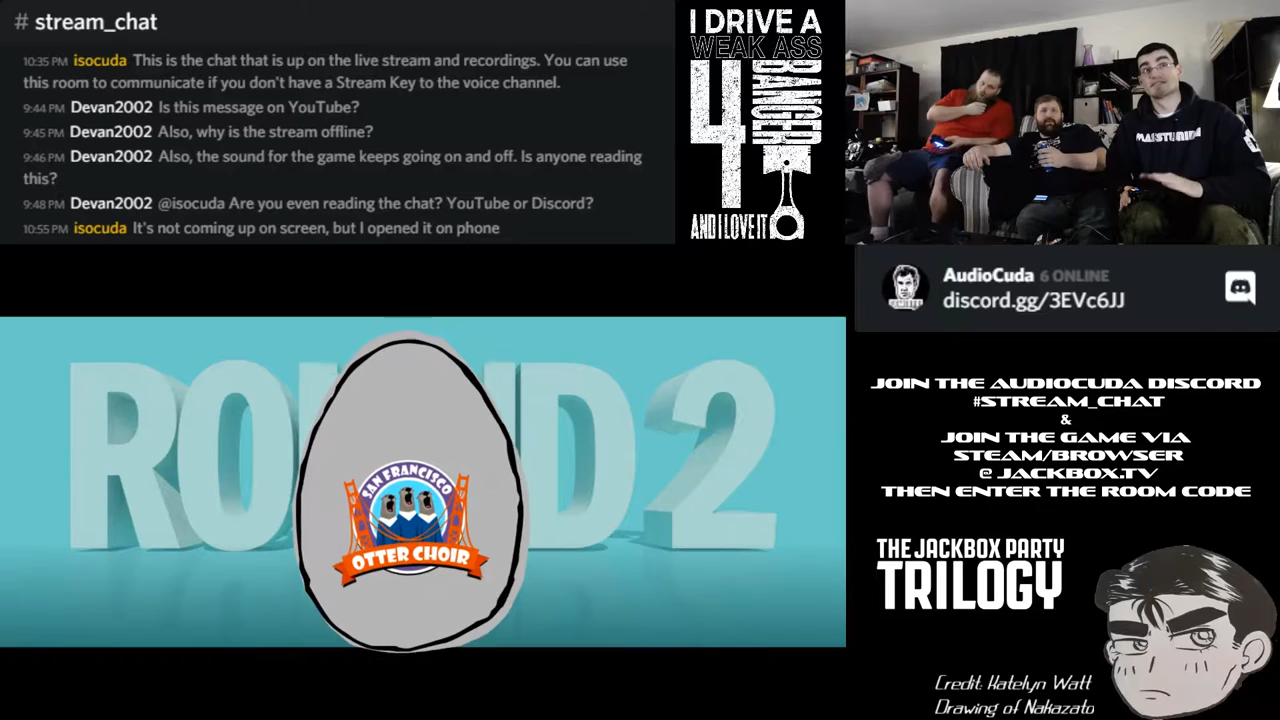 # stream_chat
10:35 PM isocuda This is the chat that is up on the live stream and recordings. You can use
this room to communicate if you don't have a Stream Key to the voice channel.
9:44 PM Devan2002 Is this message on YouTube?
9:45 PM Devan2002 Also, why is the stream offline?
9:46 PM Devan2002 Also, the sound for the game keeps going on and off. Is anyone reading
this?
9:48 PM Devan2002 @isocuda Are you even reading the chat? YouTube or Discord?
10:55 PM isocuda It's not coming up on screen, but I opened it on phone
I DRIVE A
WEAK ASS
4
BANGER
AND I LOVE IT
AudioCuda 6 ONLINE
discord.gg/3EVc6JJ
ROUND 2
SAN FRANCISCO
OTTER CHOIR
JOIN THE AUDIOCUDA DISCORD
#STREAM_CHAT
&
JOIN THE GAME VIA
STEAM/BROWSER
@ JACKBOX.TV
THEN ENTER THE ROOM CODE
THE JACKBOX PARTY
TRILOGY
Credit: Katelyn Watt
Drawing of Nakazato